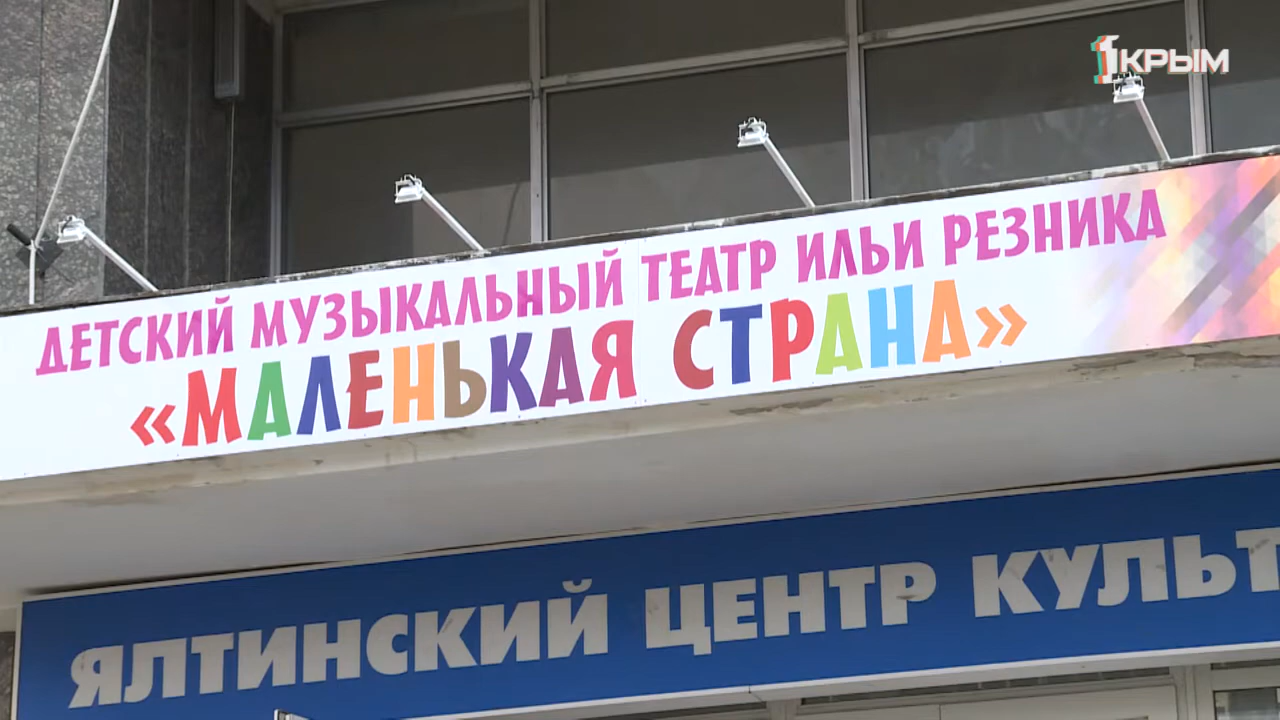 1КРЫМ
ДЕТСКИЙ МУЗЫКАЛЬНЫЙ ТЕАТР ИЛЬИ РЕЗНИКА
«МАЛЕНЬКАЯ СТРАНА»
ЯЛТИНСКИЙ ЦЕНТР КУЛЬТ